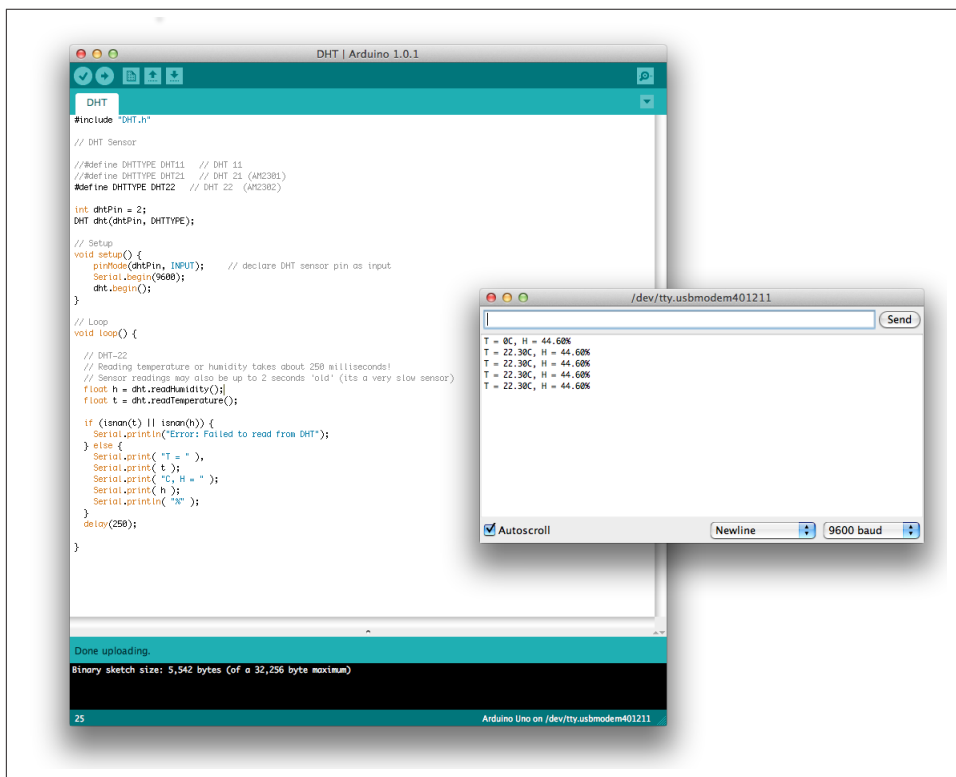 DHT | Arduino 1.0.1
DHT
#include "DHT.h"
// DHT Sensor
//#define DHTTYPE DHT11 // DHT 11
//#define DHTTYPE DHT21 // DHT 21 (AM2301)
#define DHTTYPE DHT22 // DHT 22 (AM2302)
int dhtPin = 2;
DHT dht(dhtPin, DHTTYPE);
// Setup
void setup() {
pinMode(dhtPin, INPUT); // declare DHT sensor pin as input
Serial.begin(9600);
dht.begin();
}
// Loop
void loop() {
// DHT-22
// Reading temperature or humidity takes about 250 milliseconds!
// Sensor readings may also be up to 2 seconds 'old' (its a very slow sensor)
float h = dht.readHumidity();
float t = dht.readTemperature();
if (isnan(t) || isnan(h)) {
Serial.println("Error: Failed to read from DHT");
} else {
Serial.print( "T = " ),
Serial.print( t );
Serial.print( "C, H = " );
Serial.print( h );
Serial.println( "%" );
}
delay(250);
}
Done uploading.
Binary sketch size: 5,542 bytes (of a 32,256 byte maximum)
25
Arduino Uno on /dev/tty.usbmodem401211
/dev/tty.usbmodem401211
Send
T = 0C, H = 44.60%
T = 22.30C, H = 44.60%
T = 22.30C, H = 44.60%
T = 22.30C, H = 44.60%
T = 22.30C, H = 44.60%
Autoscroll
Newline
9600 baud